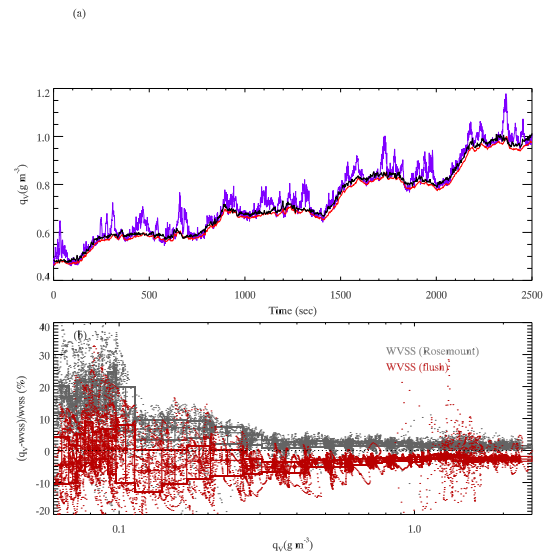 (a)
1.2
1.0
0.8
0.6
0.4
q_v(g m⁻³)
0 500 1000 1500 2000 2500
Time (sec)
(b)
40
30
20
10
0
-10
-20
WVSS (Rosemount)
WVSS (flush)
(q_v-wvss)/wvss (%)
0.1 1.0
q_v(g m⁻³)